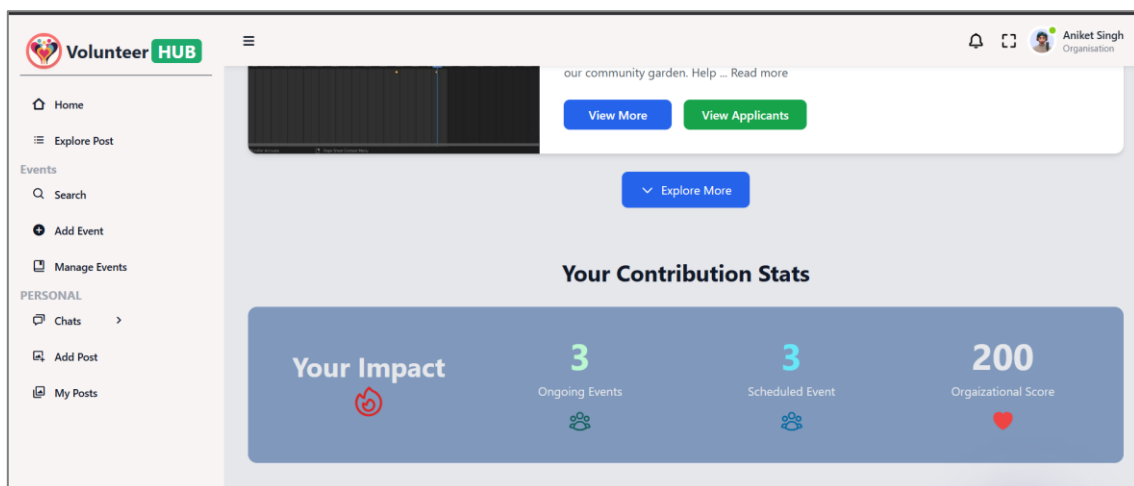 Volunteer HUB
Aniket Singh
Organisation
Home
Explore Post
Events
Search
Add Event
Manage Events
PERSONAL
Chats
Add Post
My Posts
our community garden. Help ... Read more
View More
View Applicants
Explore More
Your Contribution Stats
Your Impact
3
Ongoing Events
3
Scheduled Event
200
Orgaizational Score